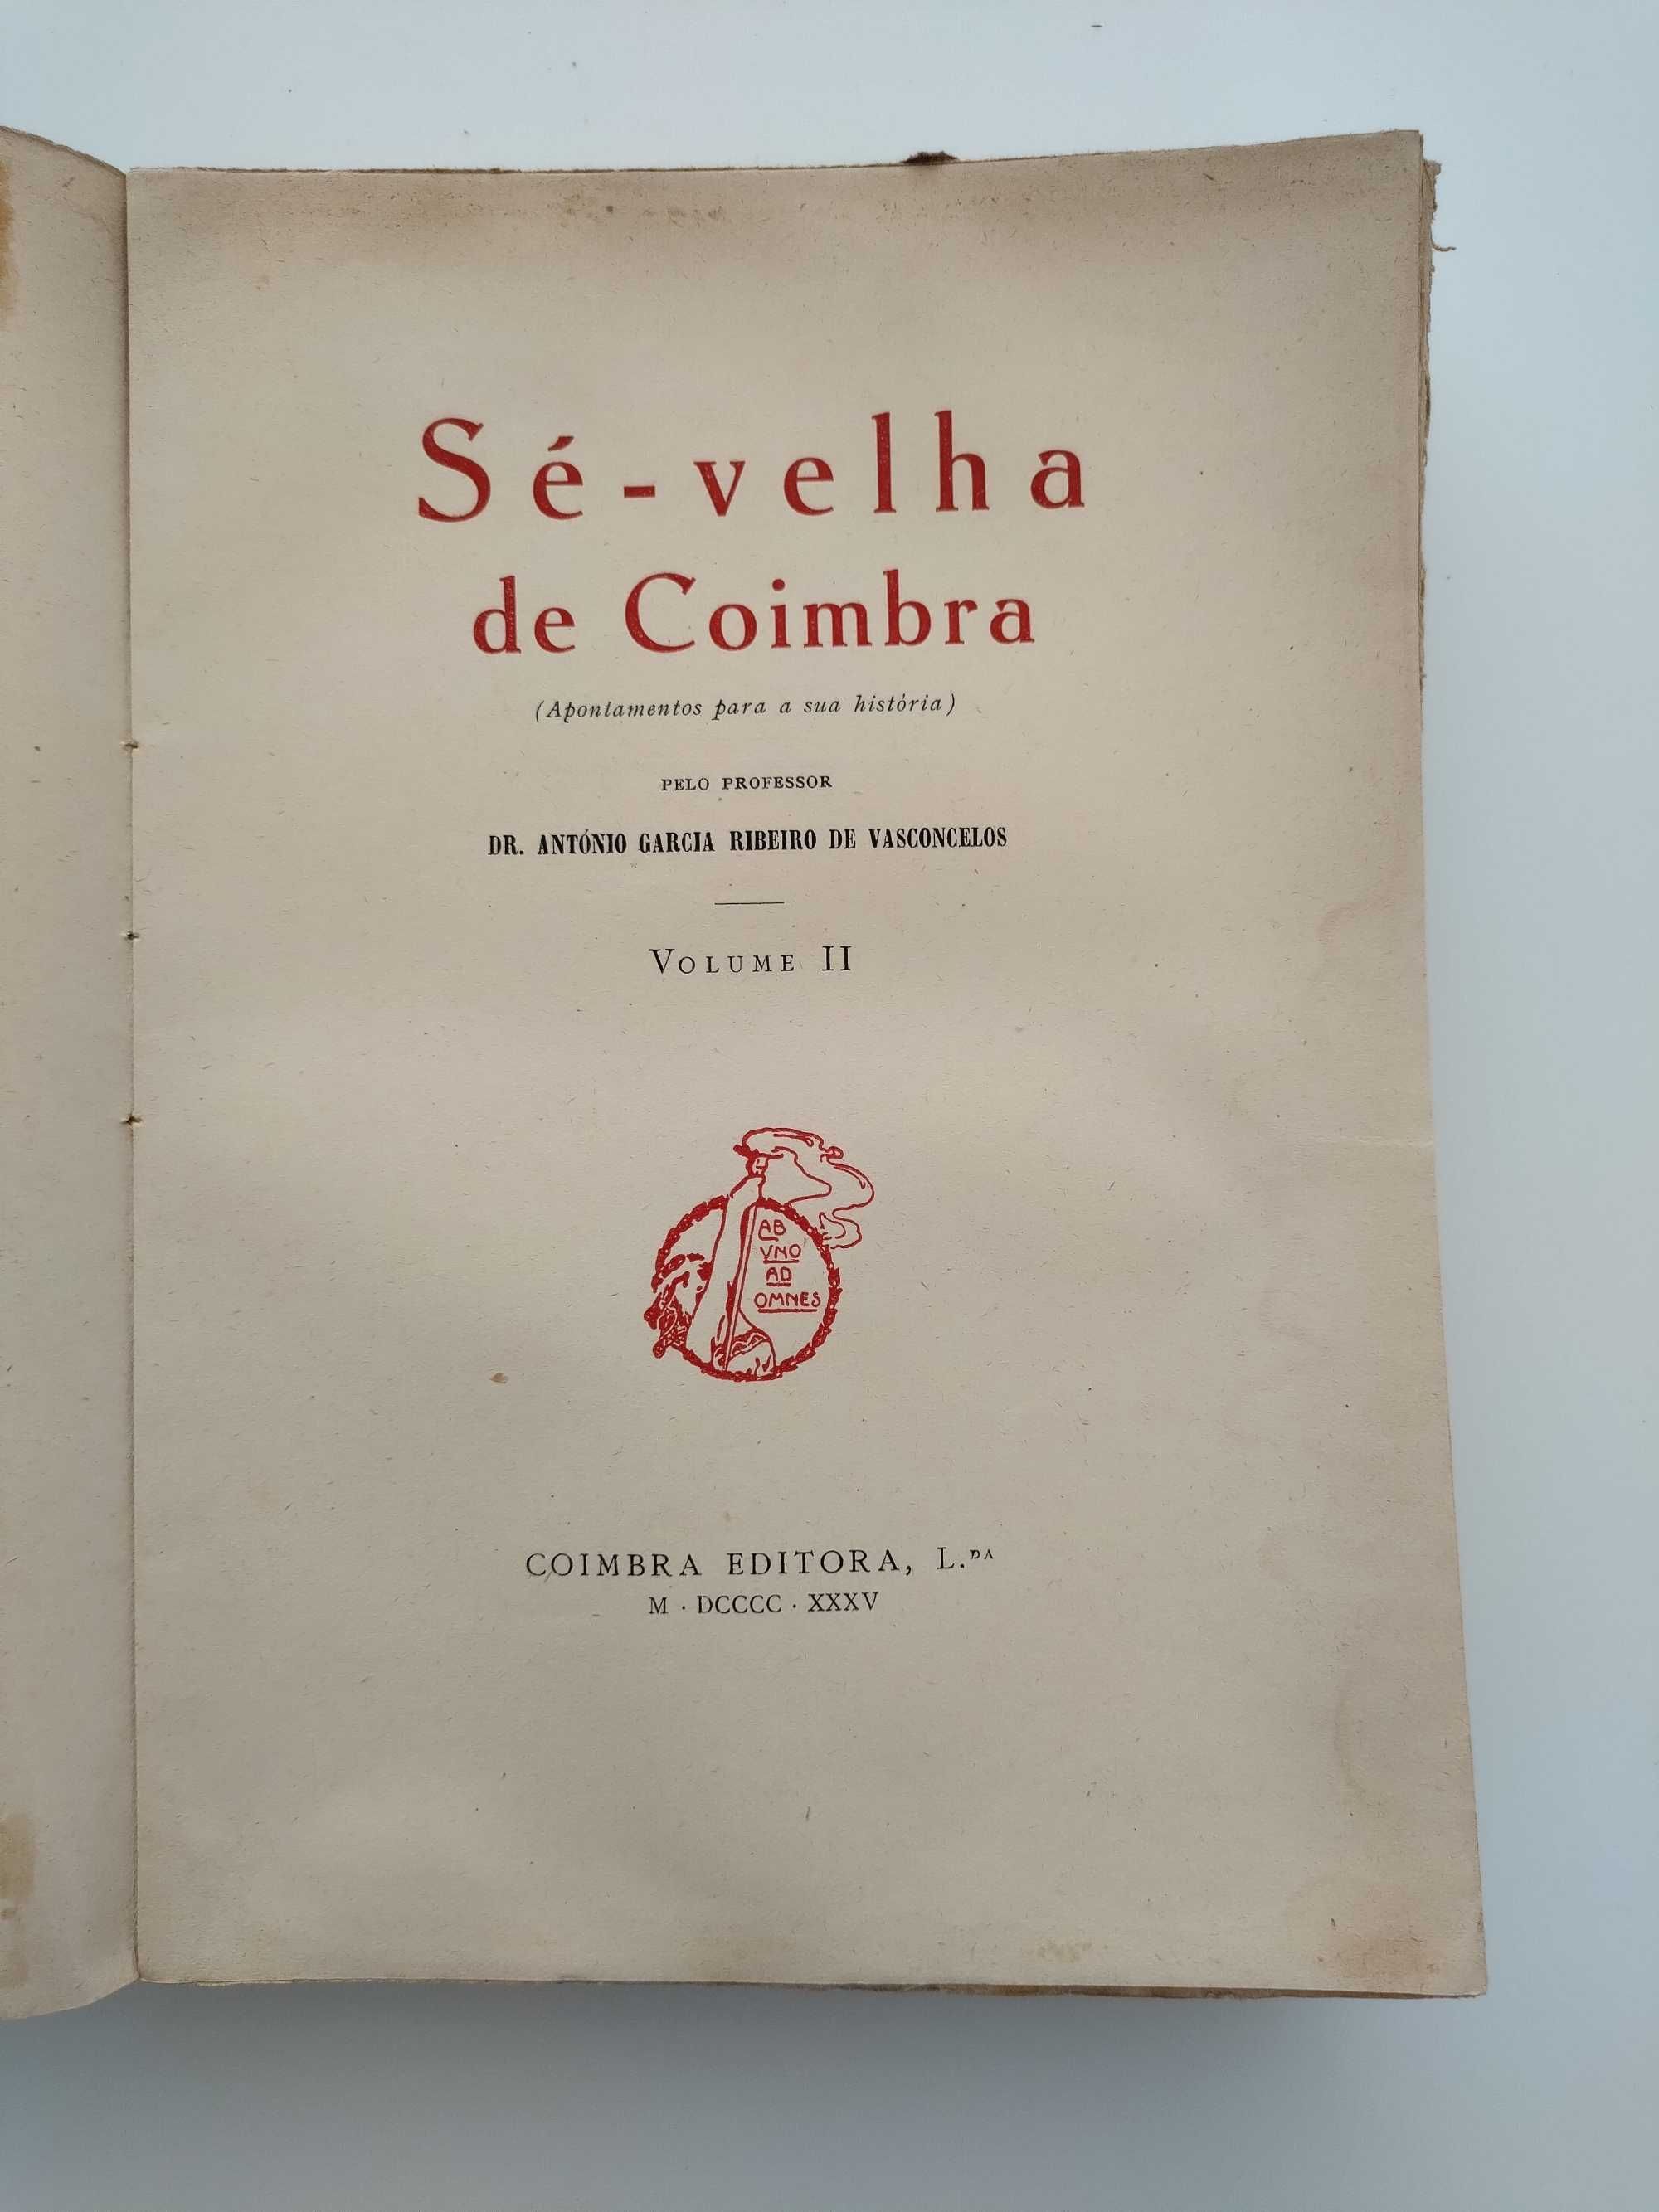 Sé-velha
de Coimbra
(Apontamentos para a sua história)
PELO PROFESSOR
DR. ANTÓNIO GARCIA RIBEIRO DE VASCONCELOS
VOLUME II
AB
VNO
AD
OMNES
COIMBRA EDITORA, L.DA
M · DCCCC · XXXV